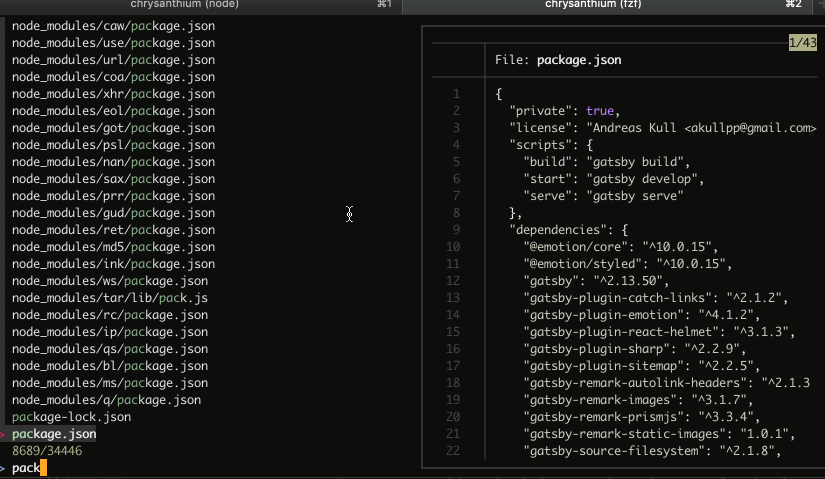 chrysanthium (node) ⌘1 chrysanthium (fzf) ⌘2
node_modules/caw/package.json
node_modules/use/package.json
node_modules/url/package.json
node_modules/coa/package.json
node_modules/xhr/package.json
node_modules/eol/package.json
node_modules/got/package.json
node_modules/psl/package.json
node_modules/nan/package.json
node_modules/sax/package.json
node_modules/prr/package.json
node_modules/gud/package.json
node_modules/ret/package.json
node_modules/md5/package.json
node_modules/ink/package.json
node_modules/ws/package.json
node_modules/tar/lib/pack.js
node_modules/rc/package.json
node_modules/ip/package.json
node_modules/qs/package.json
node_modules/bl/package.json
node_modules/ms/package.json
node_modules/q/package.json
package-lock.json
> package.json
8689/34446
> pack
1/43
File: package.json
1 {
2 "private": true,
3 "license": "Andreas Kull <akullpp@gmail.com>
4 "scripts": {
5 "build": "gatsby build",
6 "start": "gatsby develop",
7 "serve": "gatsby serve"
8 },
9 "dependencies": {
10 "@emotion/core": "^10.0.15",
11 "@emotion/styled": "^10.0.15",
12 "gatsby": "^2.13.50",
13 "gatsby-plugin-catch-links": "^2.1.2",
14 "gatsby-plugin-emotion": "^4.1.2",
15 "gatsby-plugin-react-helmet": "^3.1.3",
16 "gatsby-plugin-sharp": "^2.2.9",
17 "gatsby-plugin-sitemap": "^2.2.5",
18 "gatsby-remark-autolink-headers": "^2.1.3
19 "gatsby-remark-images": "^3.1.7",
20 "gatsby-remark-prismjs": "^3.3.4",
21 "gatsby-remark-static-images": "1.0.1",
22 "gatsby-source-filesystem": "^2.1.8",